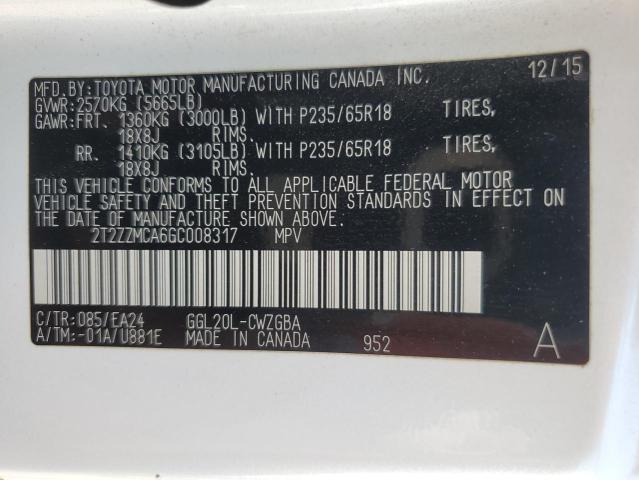 MFD.BY:TOYOTA MOTOR MANUFACTURING CANADA INC. 12/15
GVWR:2570KG (5665LB)
GAWR:FRT. 1360KG (3000LB) WITH P235/65R18 TIRES,
18X8J RIMS.
RR. 1410KG (3105LB) WITH P235/65R18 TIRES,
18X8J RIMS.
THIS VEHICLE CONFORMS TO ALL APPLICABLE FEDERAL MOTOR
VEHICLE SAFETY AND THEFT PREVENTION STANDARDS IN EFFECT ON
THE DATE OF MANUFACTURE SHOWN ABOVE.
2T2ZZMCA6GC008317 MPV
C/TR:085/EA24 GGL20L-CWZGBA
A/TM:-01A/U881E MADE IN CANADA 952 A